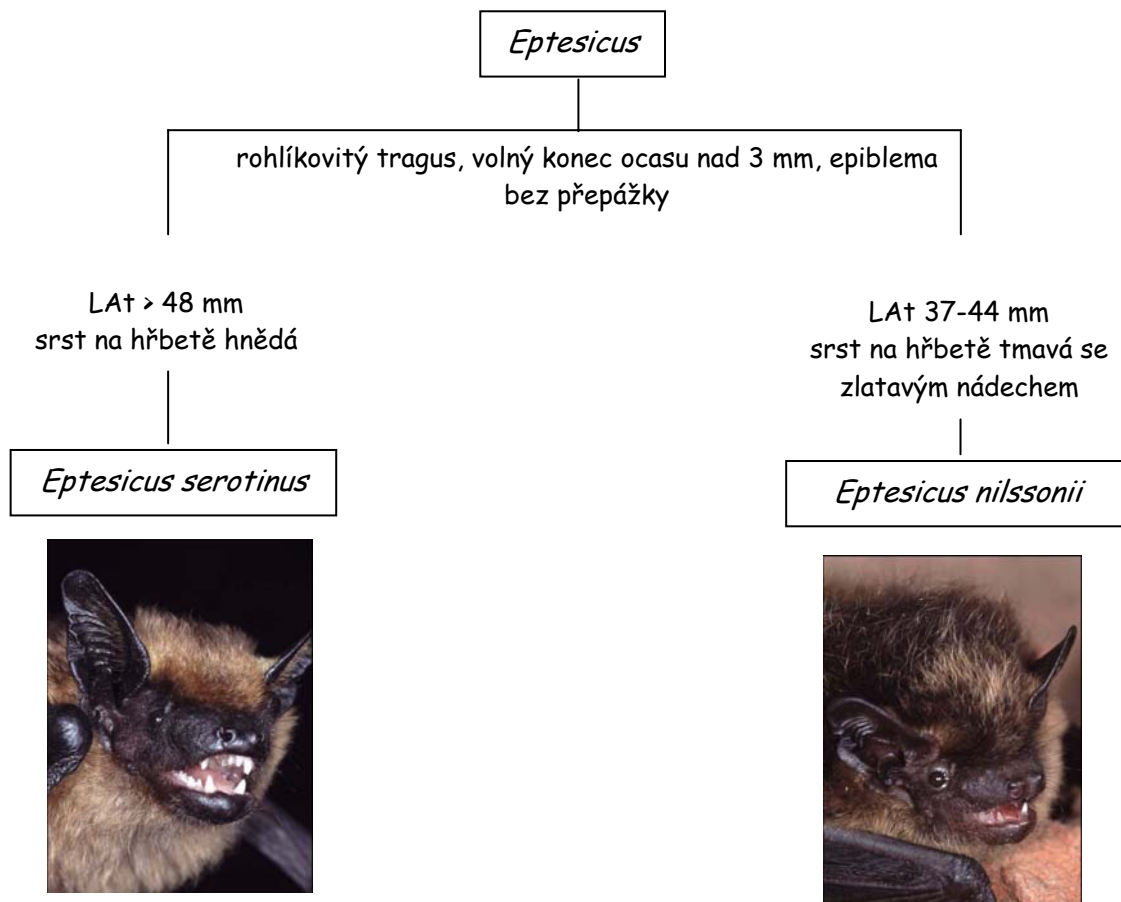 Eptesicus
rohlíkovitý tragus, volný konec ocasu nad 3 mm, epiblema
bez přepážky
LAt > 48 mm
srst na hřbetě hnědá
Eptesicus serotinus
LAt 37-44 mm
srst na hřbetě tmavá se
zlatavým nádechem
Eptesicus nilssonii